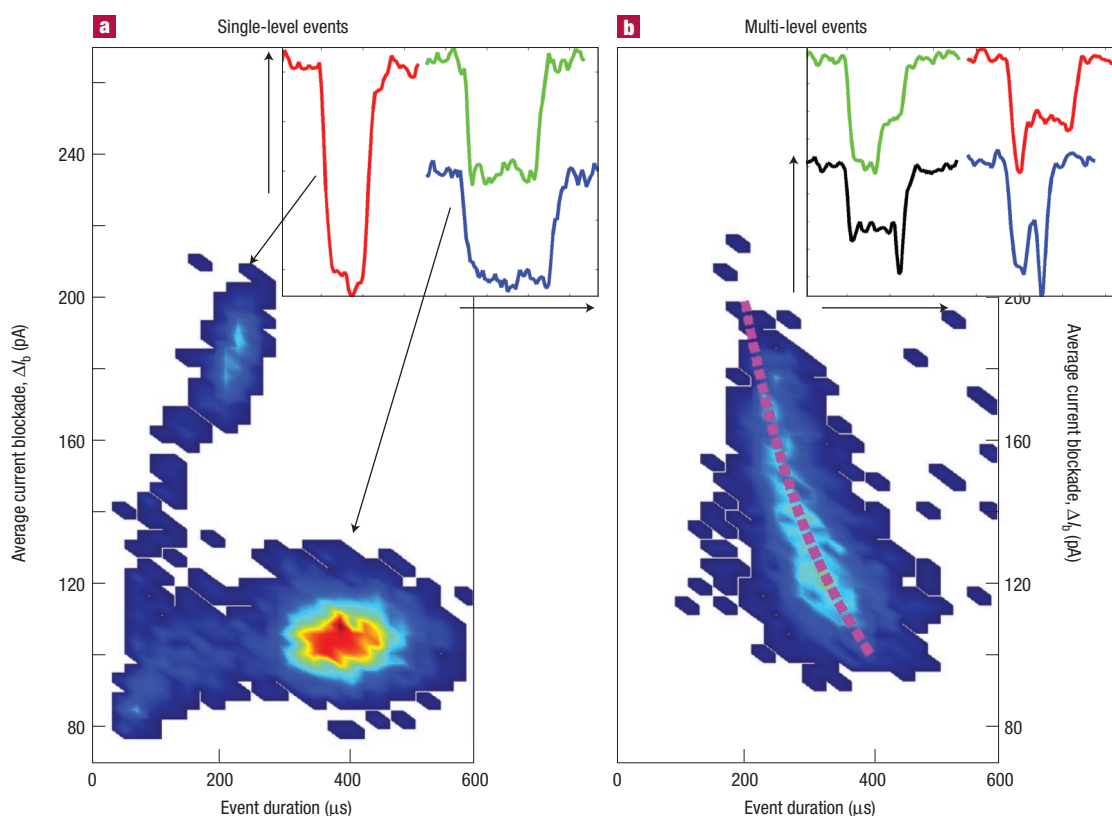 a
Single-level events
240
200
160
120
80
Average current blockade, ΔIb (pA)
0
200
400
600
Event duration (μs)
b
Multi-level events
200
160
120
80
Average current blockade, ΔIb (pA)
0
200
400
600
Event duration (μs)